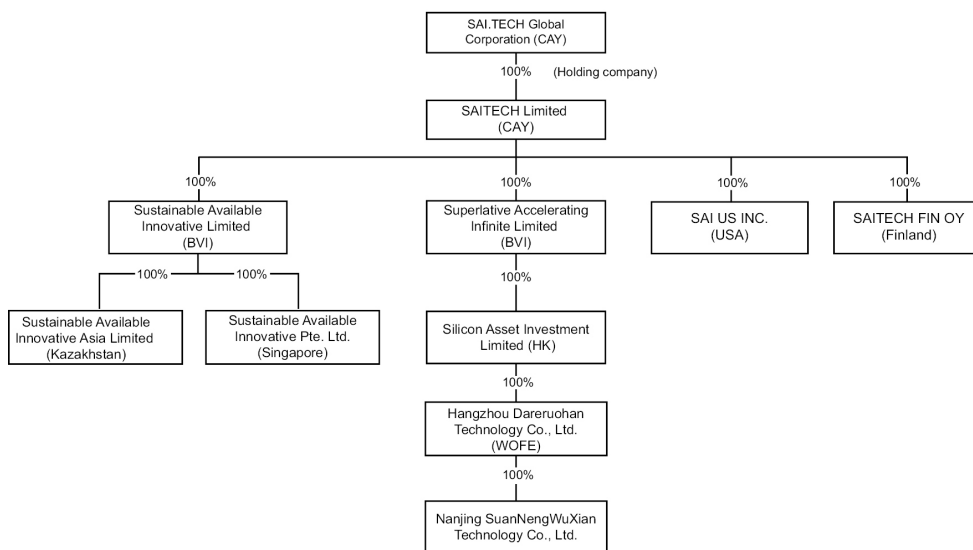 SAI.TECH Global
Corporation (CAY)
100%
(Holding company)
SAITECH Limited
(CAY)
100%
100%
100%
100%
Sustainable Available
Innovative Limited
(BVI)
Superlative Accelerating
Infinite Limited
(BVI)
SAI US INC.
(USA)
SAITECH FIN OY
(Finland)
100%
100%
100%
Sustainable Available
Innovative Asia Limited
(Kazakhstan)
Sustainable Available
Innovative Pte. Ltd.
(Singapore)
Silicon Asset Investment
Limited (HK)
100%
Hangzhou Dareruohan
Technology Co., Ltd.
(WOFE)
100%
Nanjing SuanNengWuXian
Technology Co., Ltd.